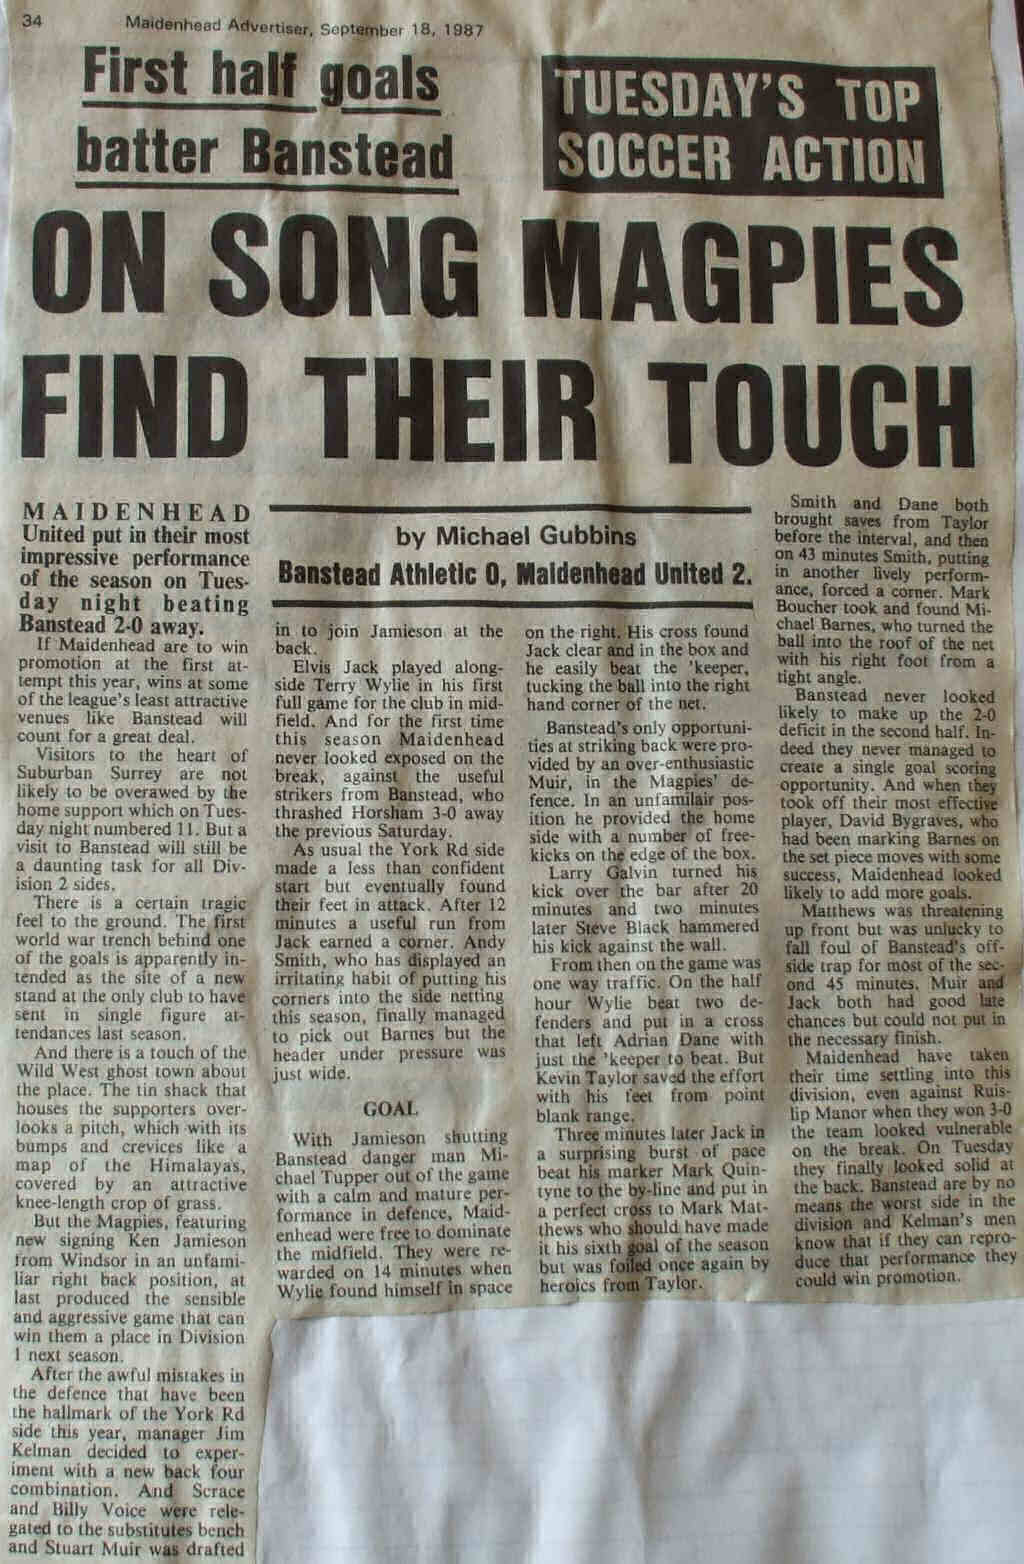 34
Maidenhead Advertiser, September 18, 1987
First half goals
batter Banstead
TUESDAY'S TOP
SOCCER ACTION
ON SONG MAGPIES
FIND THEIR TOUCH
MAIDENHEAD
United put in their most
impressive performance
of the season on Tues-
day night beating
Banstead 2-0 away.
If Maidenhead are to win
promotion at the first at-
tempt this year, wins at some
of the league's least attractive
venues like Banstead will
count for a great deal.
Visitors to the heart of
Suburban Surrey are not
likely to be overawed by the
home support which on Tues-
day night numbered 11. But a
visit to Banstead will still be
a daunting task for all Div-
ision 2 sides.
There is a certain tragic
feel to the ground. The first
world war trench behind one
of the goals is apparently in-
tended as the site of a new
stand at the only club to have
sent in single figure at-
tendances last season.
And there is a touch of the
Wild West ghost town about
the place. The tin shack that
houses the supporters over-
looks a pitch, which with its
bumps and crevices like a
map of the Himalayas,
covered by an attractive
knee-length crop of grass.
But the Magpies, featuring
new signing Ken Jamieson
from Windsor in an unfami-
liar right back position, at
last produced the sensible
and aggressive game that can
win them a place in Division
1 next season.
After the awful mistakes in
the defence that have been
the hallmark of the York Rd
side this year, manager Jim
Kelman decided to exper-
iment with a new back four
combination. And Scrace
and Billy Voice were rele-
gated to the substitutes bench
and Stuart Muir was drafted
by Michael Gubbins
Banstead Athletic 0, Maidenhead United 2.
in to join Jamieson at the
back.
Elvis Jack played along-
side Terry Wylie in his first
full game for the club in mid-
field. And for the first time
this season Maidenhead
never looked exposed on the
break, against the useful
strikers from Banstead, who
thrashed Horsham 3-0 away
the previous Saturday.
As usual the York Rd side
made a less than confident
start but eventually found
their feet in attack. After 12
minutes a useful run from
Jack earned a corner. Andy
Smith, who has displayed an
irritating habit of putting his
corners into the side netting
this season, finally managed
to pick out Barnes but the
header under pressure was
just wide.
GOAL
With Jamieson shutting
Banstead danger man Mi-
chael Tupper out of the game
with a calm and mature per-
formance in defence, Maid-
enhead were free to dominate
the midfield. They were re-
warded on 14 minutes when
Wylie found himself in space
on the right. His cross found
Jack clear and in the box and
he easily beat the 'keeper,
tucking the ball into the right
hand corner of the net.
Banstead's only opportuni-
ties at striking back were pro-
vided by an over-enthusiastic
Muir, in the Magpies' de-
fence. In an unfamilair pos-
ition he provided the home
side with a number of free-
kicks on the edge of the box.
Larry Galvin turned his
kick over the bar after 20
minutes and two minutes
later Steve Black hammered
his kick against the wall.
From then on the game was
one way traffic. On the half
hour Wylie beat two de-
fenders and put in a cross
that left Adrian Dane with
just the 'keeper to beat. But
Kevin Taylor saved the effort
with his feet from point
blank range.
Three minutes later Jack in
a surprising burst of pace
beat his marker Mark Quin-
tyne to the by-line and put in
a perfect cross to Mark Mat-
thews who should have made
it his sixth goal of the season
but was foiled once again by
heroics from Taylor.
Smith and Dane both
brought saves from Taylor
before the interval, and then
on 43 minutes Smith, putting
in another lively perform-
ance, forced a corner. Mark
Boucher took and found Mi-
chael Barnes, who turned the
ball into the roof of the net
with his right foot from a
tight angle.
Banstead never looked
likely to make up the 2-0
deficit in the second half. In-
deed they never managed to
create a single goal scoring
opportunity. And when they
took off their most effective
player, David Bygraves, who
had been marking Barnes on
the set piece moves with some
success, Maidenhead looked
likely to add more goals.
Matthews was threatening
up front but was unlucky to
fall foul of Banstead's off-
side trap for most of the sec-
ond 45 minutes. Muir and
Jack both had good late
chances but could not put in
the necessary finish.
Maidenhead have taken
their time settling into this
division, even against Ruis-
lip Manor when they won 3-0
the team looked vulnerable
on the break. On Tuesday
they finally looked solid at
the back. Banstead are by no
means the worst side in the
division and Kelman's men
know that if they can repro-
duce that performance they
could win promotion.